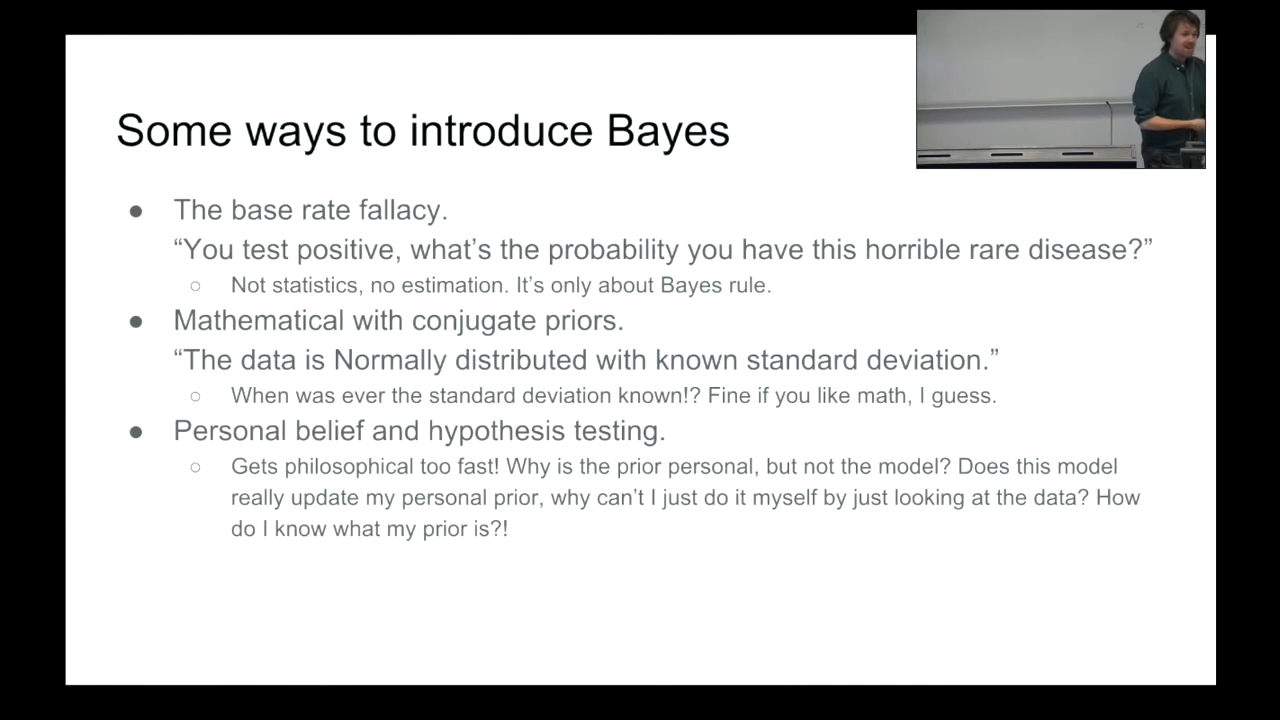 Some ways to introduce Bayes
● The base rate fallacy.
“You test positive, what’s the probability you have this horrible rare disease?”
○ Not statistics, no estimation. It’s only about Bayes rule.
● Mathematical with conjugate priors.
“The data is Normally distributed with known standard deviation.”
○ When was ever the standard deviation known!? Fine if you like math, I guess.
● Personal belief and hypothesis testing.
○ Gets philosophical too fast! Why is the prior personal, but not the model? Does this model
really update my personal prior, why can’t I just do it myself by just looking at the data? How
do I know what my prior is?!